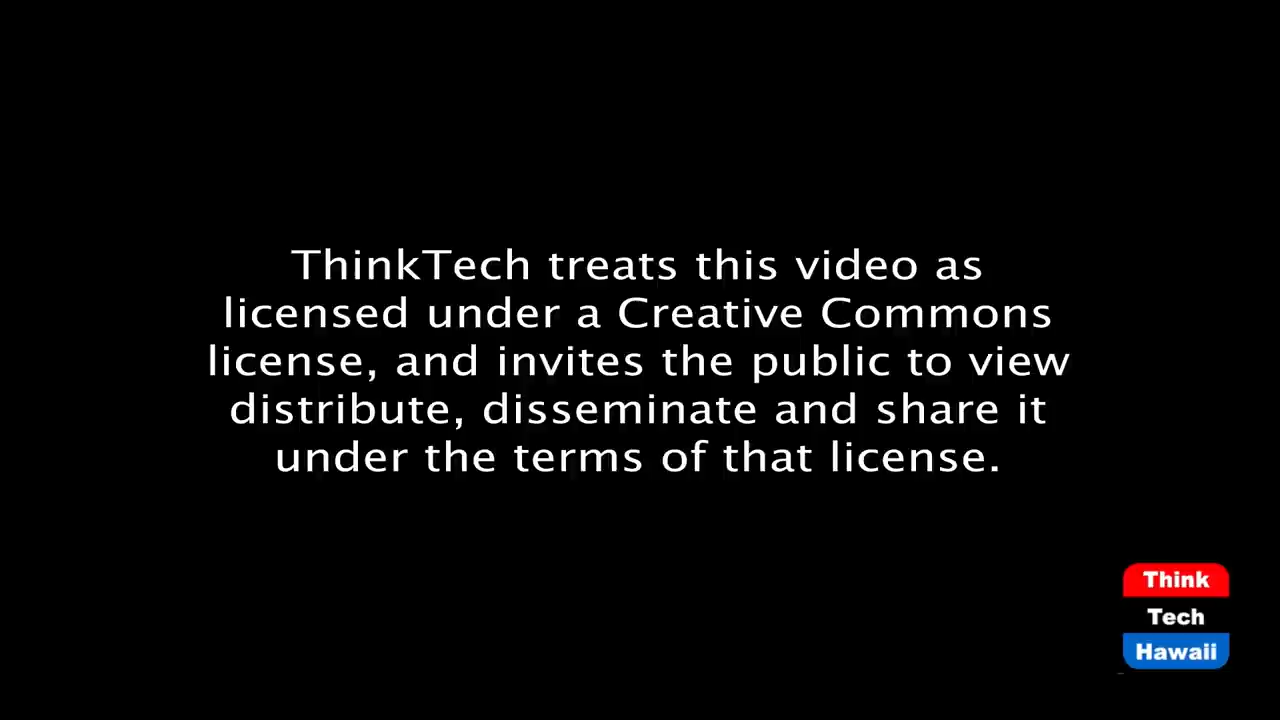 ThinkTech treats this video as
licensed under a Creative Commons
license, and invites the public to view
distribute, disseminate and share it
under the terms of that license.
Think
Tech
Hawaii